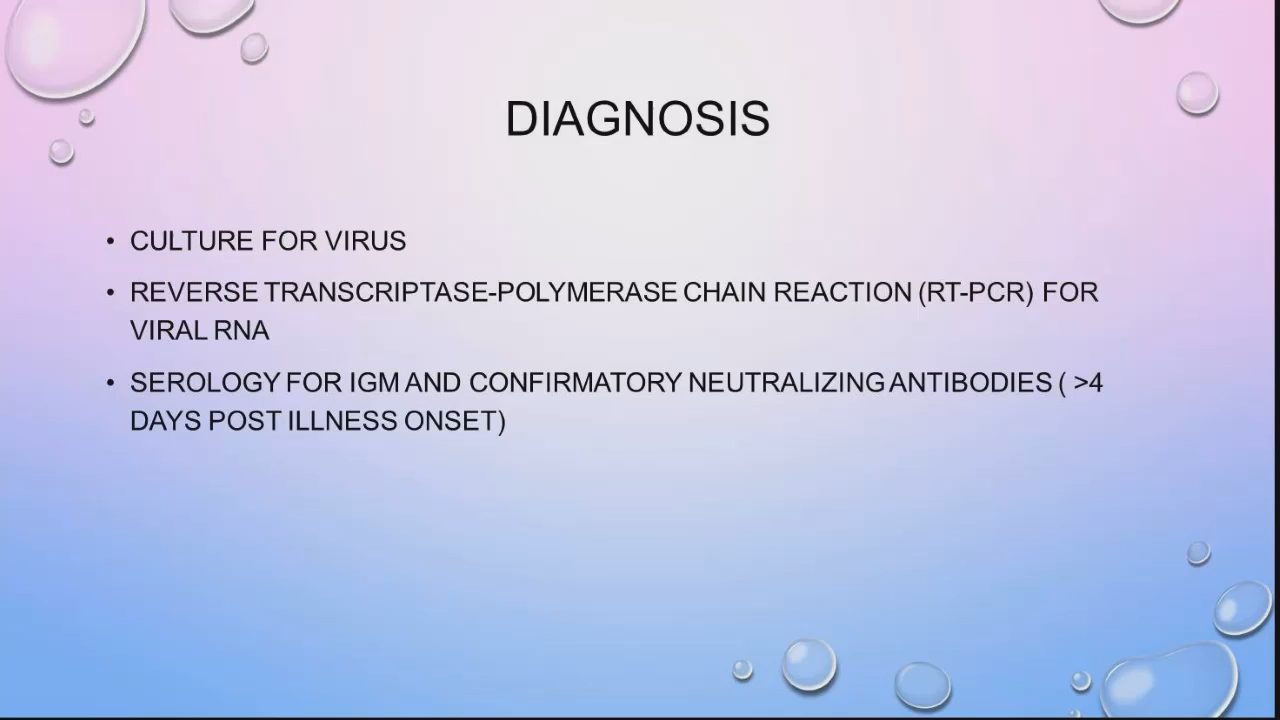 DIAGNOSIS
• CULTURE FOR VIRUS
• REVERSE TRANSCRIPTASE-POLYMERASE CHAIN REACTION (RT-PCR) FOR
VIRAL RNA
• SEROLOGY FOR IGM AND CONFIRMATORY NEUTRALIZING ANTIBODIES ( >4
DAYS POST ILLNESS ONSET)